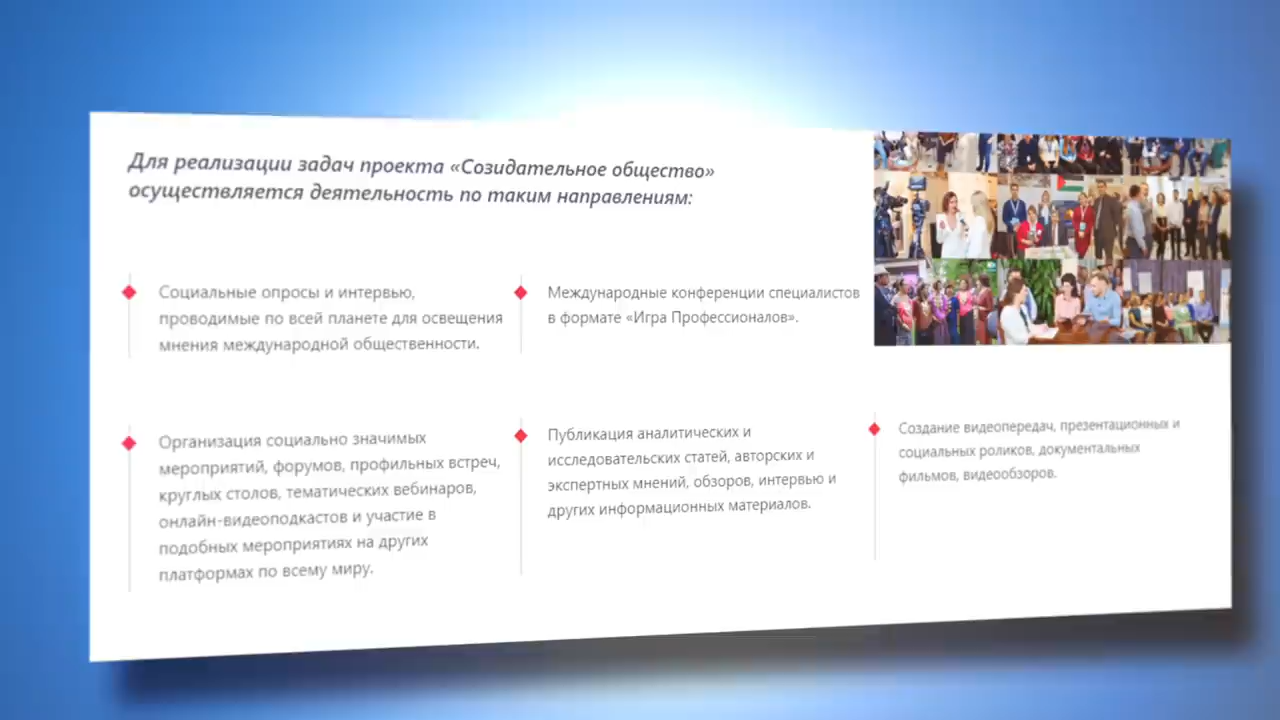 Для реализации задач проекта «Созидательное общество»
осуществляется деятельность по таким направлениям:
Социальные опросы и интервью,
проводимые по всей планете для освещения
мнения международной общественности.
Международные конференции специалистов
в формате «Игра Профессионалов».
Организация социально значимых
мероприятий, форумов, профильных встреч,
круглых столов, тематических вебинаров,
онлайн-видеоподкастов и участие в
подобных мероприятиях на других
платформах по всему миру.
Публикация аналитических и
исследовательских статей, авторских и
экспертных мнений, обзоров, интервью и
других информационных материалов.
Создание видеопередач, презентационных и
социальных роликов, документальных
фильмов, видеообзоров.